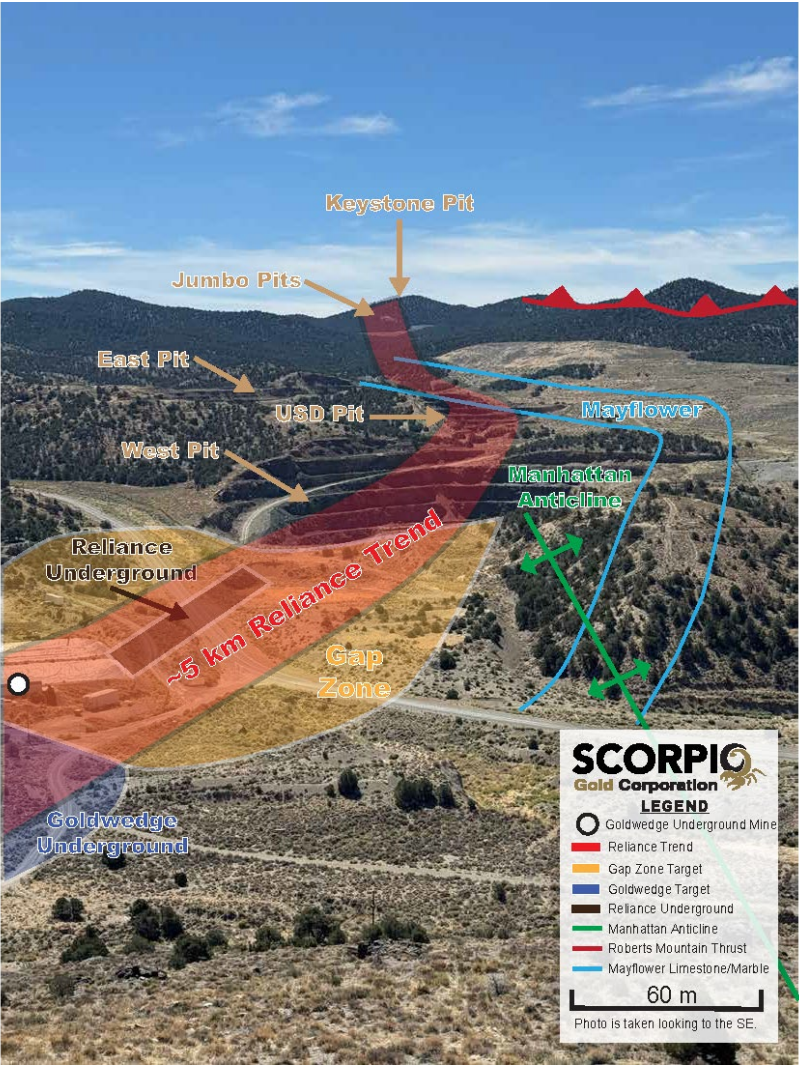 Keystone Pit
Jumbo Pits
East Pit
USD Pit
Mayflower
West Pit
Manhattan
Anticline
Reliance
Underground
~5 km Reliance Trend
Gap
Zone
Goldwedge
Underground
SCORPIO
Gold Corporation
LEGEND
Goldwedge Underground Mine
Reliance Trend
Gap Zone Target
Goldwedge Target
Reliance Underground
Manhattan Anticline
Roberts Mountain Thrust
Mayflower Limestone/Marble
60 m
Photo is taken looking to the SE.